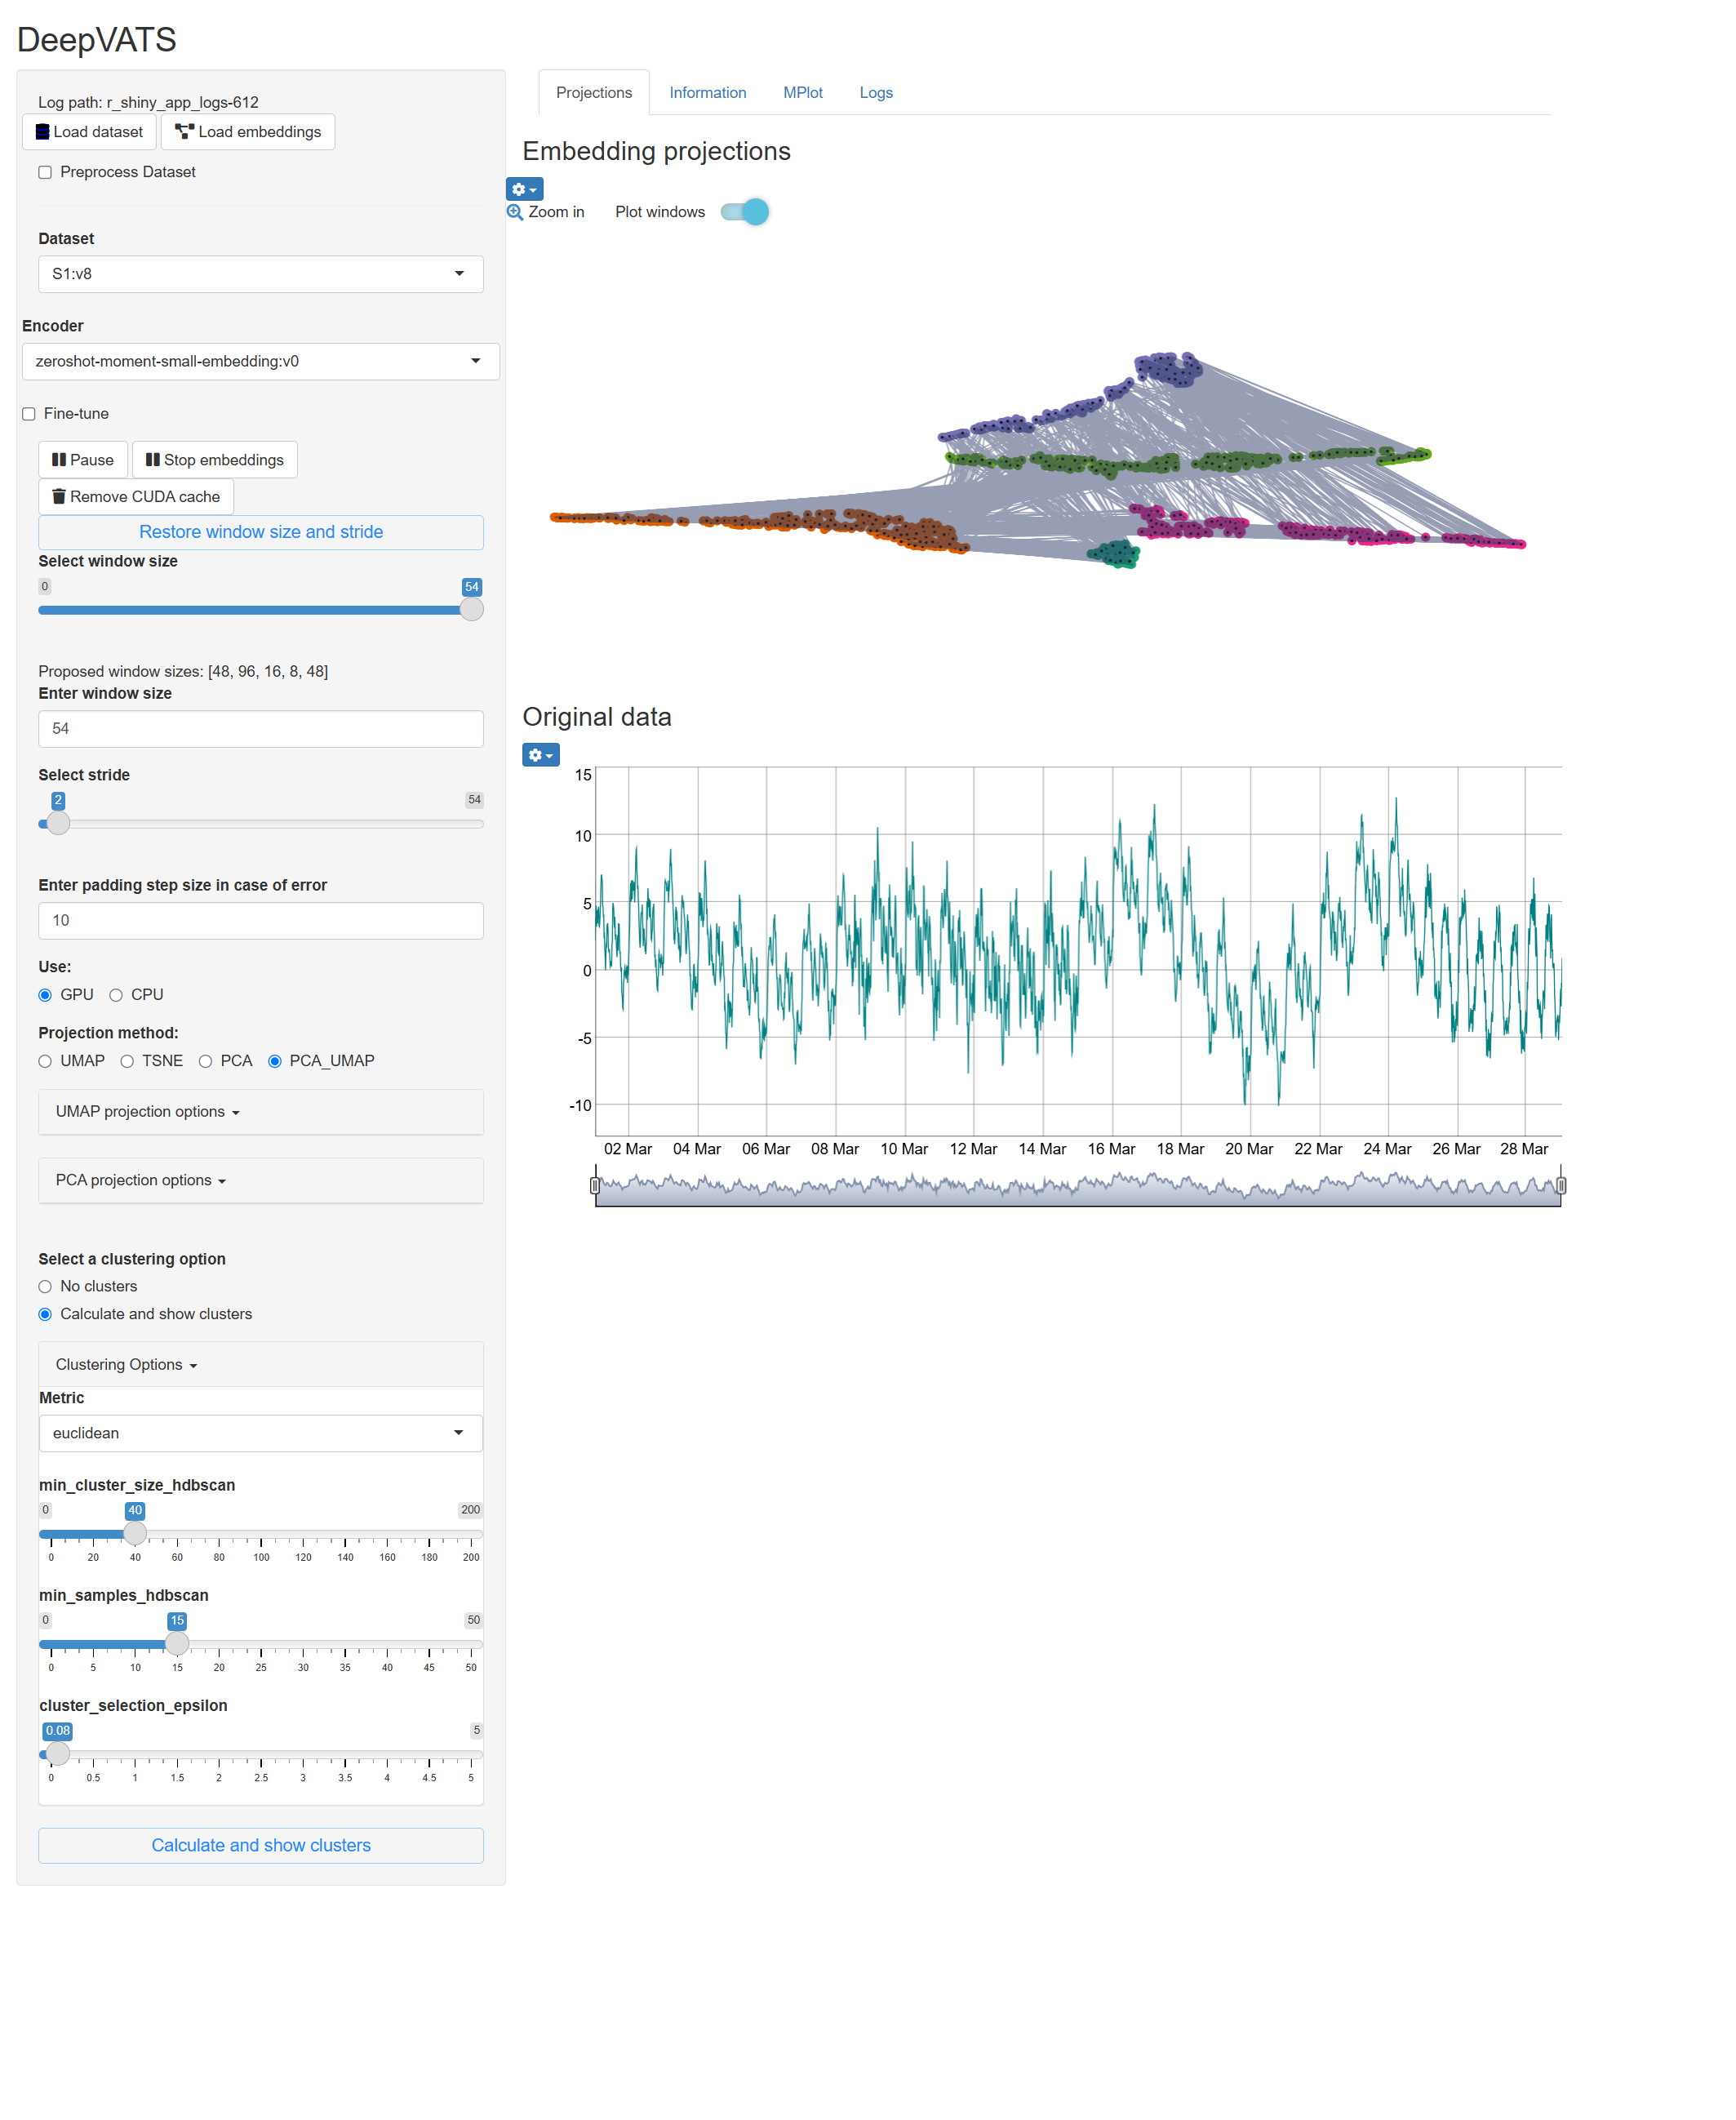 DeepVATS
Log path: r_shiny_app_logs-612
Load dataset Load embeddings
Preprocess Dataset
Dataset
S1:v8
Encoder
zeroshot-moment-small-embedding:v0
Fine-tune
Pause Stop embeddings
Remove CUDA cache
Restore window size and stride
Select window size
0 54
Proposed window sizes: [48, 96, 16, 8, 48]
Enter window size
54
Select stride
2 54
Enter padding step size in case of error
10
Use:
GPU CPU
Projection method:
UMAP TSNE PCA PCA_UMAP
UMAP projection options
PCA projection options
Select a clustering option
No clusters
Calculate and show clusters
Clustering Options
Metric
euclidean
min_cluster_size_hdbscan
0 40 200
0 20 40 60 80 100 120 140 160 180 200
min_samples_hdbscan
0 15 50
0 5 10 15 20 25 30 35 40 45 50
cluster_selection_epsilon
0.08 5
0 0.5 1 1.5 2 2.5 3 3.5 4 4.5 5
Calculate and show clusters
Projections Information MPlot Logs
Embedding projections
Zoom in Plot windows
Original data
15
10
5
0
-5
-10
02 Mar 04 Mar 06 Mar 08 Mar 10 Mar 12 Mar 14 Mar 16 Mar 18 Mar 20 Mar 22 Mar 24 Mar 26 Mar 28 Mar